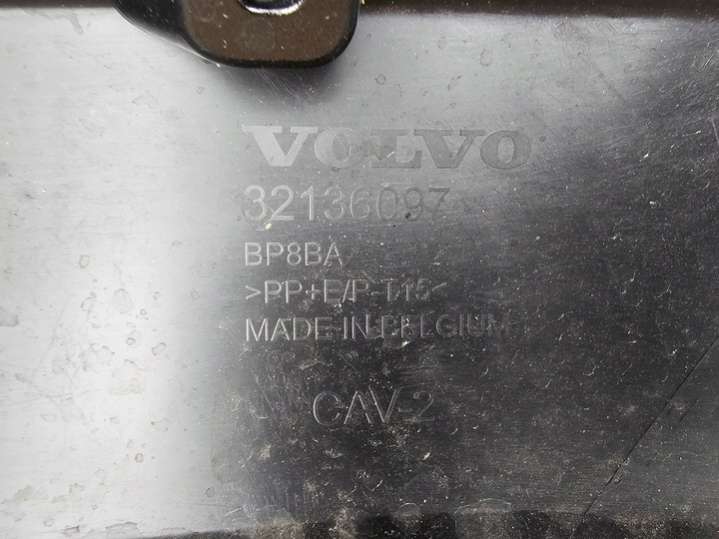 VOLVO
32136097
BP8BA
>PP+E/P-T15<
MADE IN BELGIUM
CAV-2